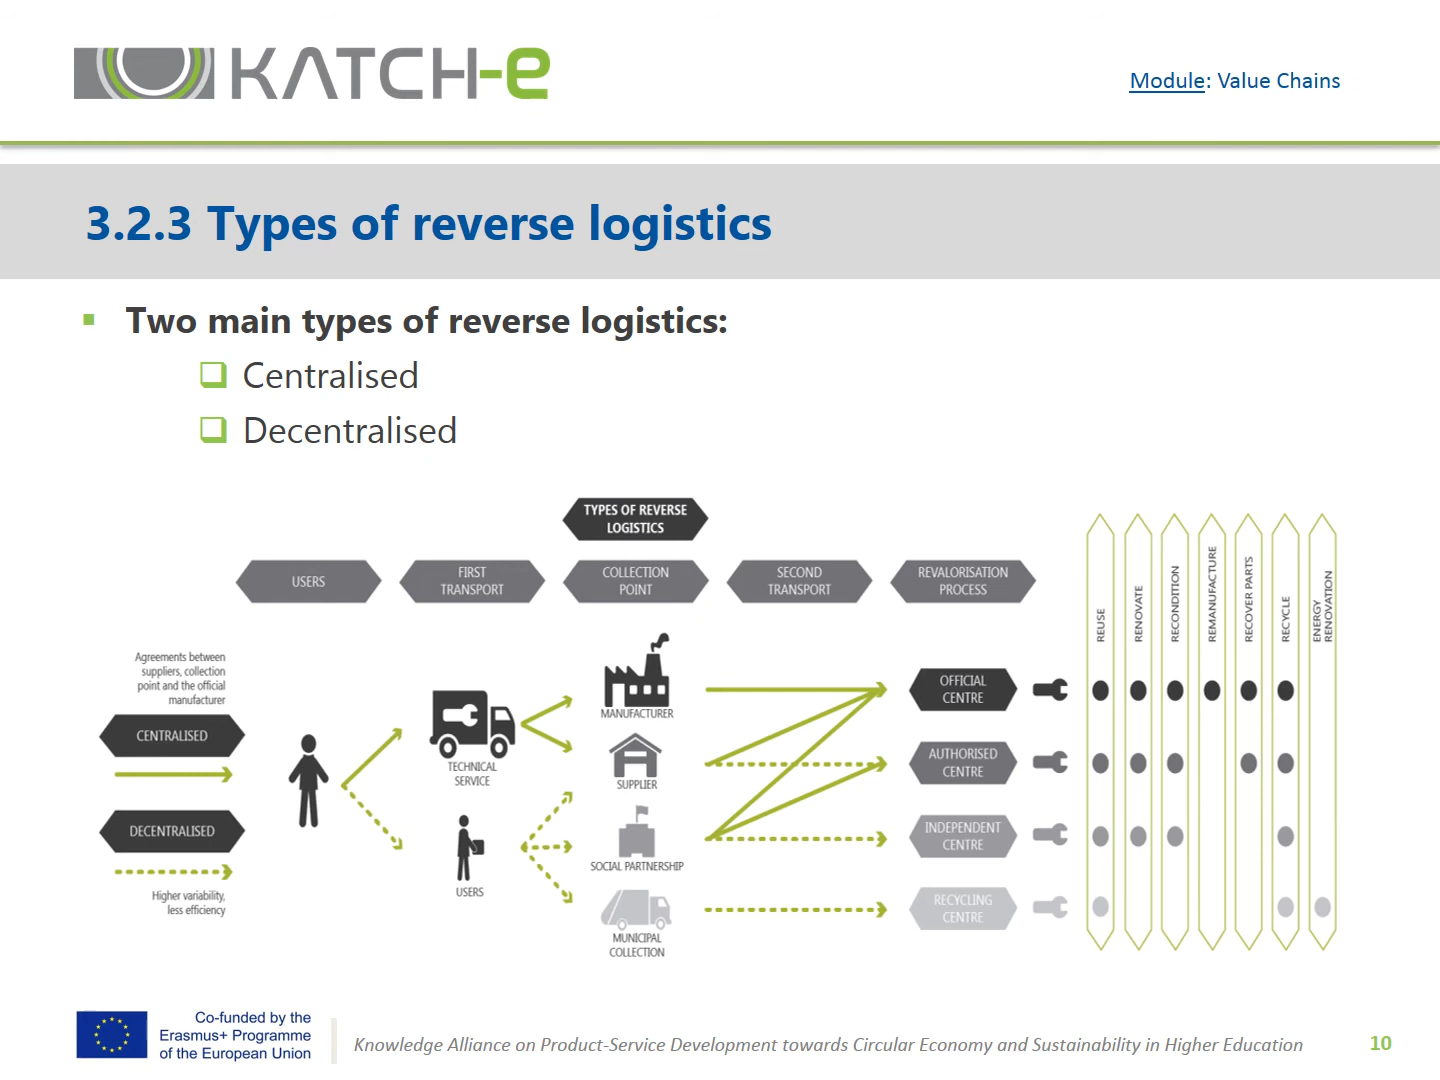 KATCH-e
Module: Value Chains
3.2.3 Types of reverse logistics
Two main types of reverse logistics:
Centralised
Decentralised
TYPES OF REVERSE
LOGISTICS
USERS
FIRST
TRANSPORT
COLLECTION
POINT
SECOND
TRANSPORT
REVALORISATION
PROCESS
REUSE
RENOVATE
RECONDITION
REMANUFACTURE
RECOVER PARTS
RECYCLE
ENERGY
RENOVATION
Agreements between
suppliers, collection
point and the official
manufacturer
CENTRALISED
DECENTRALISED
Higher variability,
less efficiency
TECHNICAL
SERVICE
USERS
MANUFACTURER
SUPPLIER
SOCIAL PARTNERSHIP
MUNICIPAL
COLLECTION
OFFICIAL
CENTRE
AUTHORISED
CENTRE
INDEPENDENT
CENTRE
RECYCLING
CENTRE
Co-funded by the
Erasmus+ Programme
of the European Union
Knowledge Alliance on Product-Service Development towards Circular Economy and Sustainability in Higher Education
10